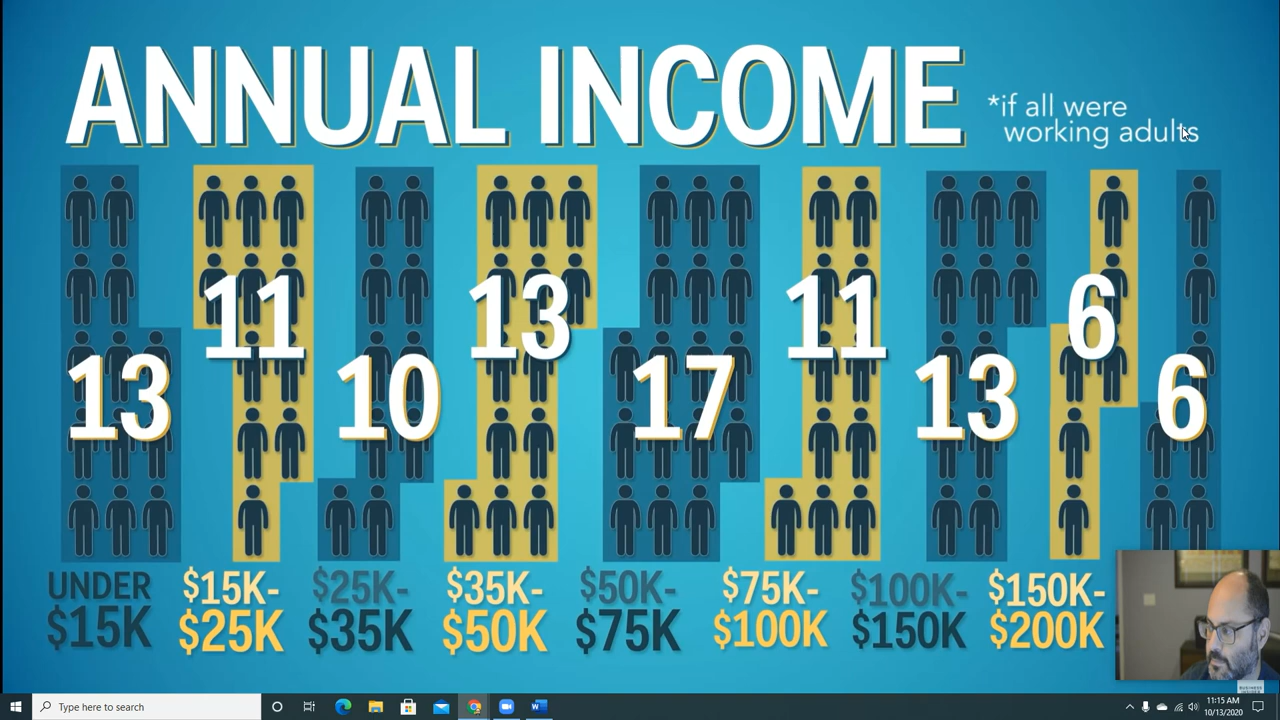 ANNUAL INCOME
*if all were
working adults
13
11
10
13
17
11
13
6
6
UNDER
$15K
$15K-
$25K
$25K-
$35K
$35K-
$50K
$50K-
$75K
$75K-
$100K
$100K-
$150K
$150K-
$200K
BUSINESS
Type here to search
11:15 AM
10/13/2020